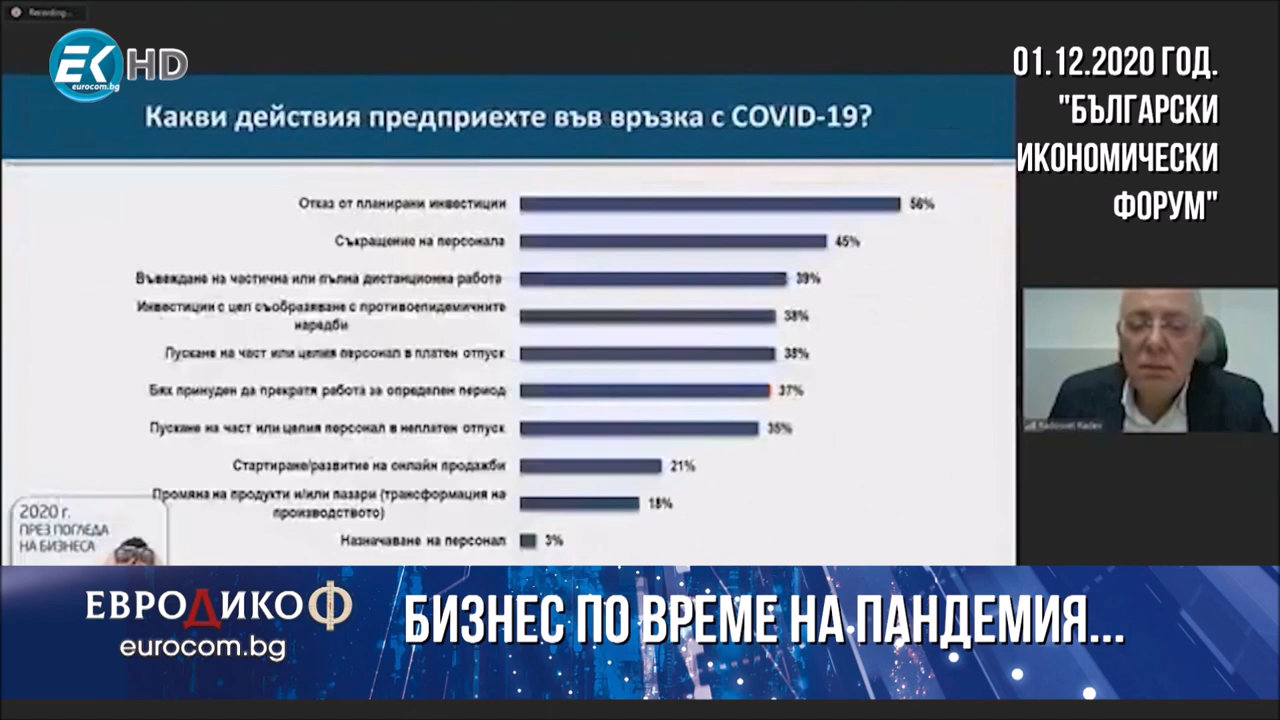 Recording...
EK HD
eurocom.bg
01.12.2020 ГОД.
"БЪЛГАРСКИ
ИКОНОМИЧЕСКИ
ФОРУМ"
Какви действия предприехте във връзка с COVID-19?
Отказ от планирани инвестиции 56%
Съкращение на персонала 45%
Въвеждане на частична или пълна дистанционна работа 39%
Инвестиции с цел съобразяване с противоепидемичните
наредби 38%
Пускане на част или целия персонал в платен отпуск 38%
Бях принуден да прекратя работа за определен период 37%
Пускане на част или целия персонал в неплатен отпуск 35%
Стартиране/развитие на онлайн продажби 21%
Промяна на продукти и/или пазари (трансформация на
производството) 18%
Назначаване на персонал 3%
2020 г.
ПРЕЗ ПОГЛЕДА
НА БИЗНЕСА
Radosvet Radev
ЕВРОДИКОФ
eurocom.bg
БИЗНЕС ПО ВРЕМЕ НА ПАНДЕМИЯ...